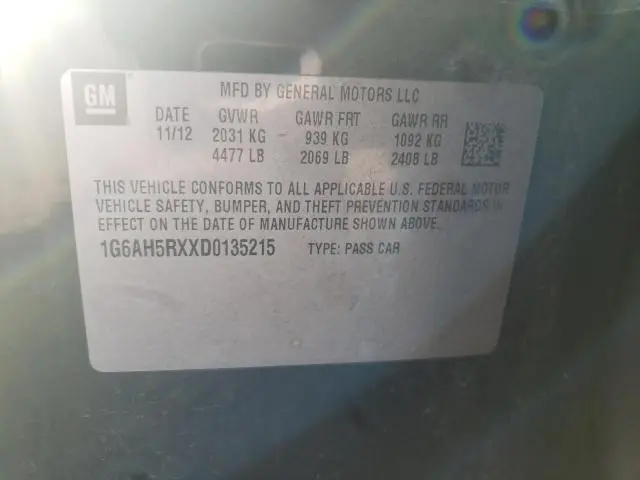 GM
MFD BY GENERAL MOTORS LLC
DATE GVWR GAWR FRT GAWR RR
11/12 2031 KG 939 KG 1092 KG
4477 LB 2069 LB 2408 LB
THIS VEHICLE CONFORMS TO ALL APPLICABLE U.S. FEDERAL MOTOR
VEHICLE SAFETY, BUMPER, AND THEFT PREVENTION STANDARDS IN
EFFECT ON THE DATE OF MANUFACTURE SHOWN ABOVE.
1G6AH5RXXD0135215 TYPE: PASS CAR